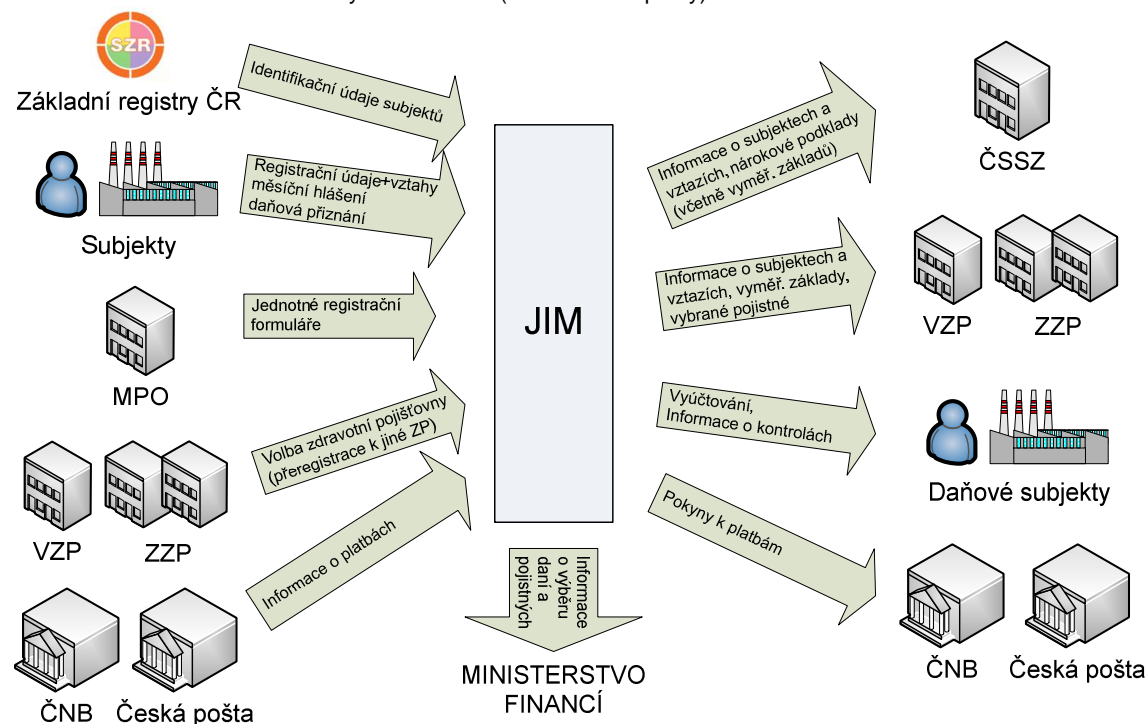 SZR
Základní registry ČR
Identifikační údaje subjektů
Subjekty
Registrační údaje+vztahy
měsíční hlášení
daňová přiznání
MPO
Jednotné registrační
formuláře
VZP
ZZP
Volba zdravotní pojišťovny
(přeregistrace k jiné ZP)
ČNB
Česká pošta
Informace o platbách
JIM
Informace
o výběru
daní a
pojistných
MINISTERSTVO
FINANCÍ
Informace o subjektech a
vztazích, nárokové podklady
(včetně vyměř. základů)
ČSSZ
Informace o subjektech a
vztazích, vyměř. základy,
vybrané pojistné
VZP
ZZP
Vyúčtování,
Informace o kontrolách
Daňové subjekty
Pokyny k platbám
ČNB
Česká pošta